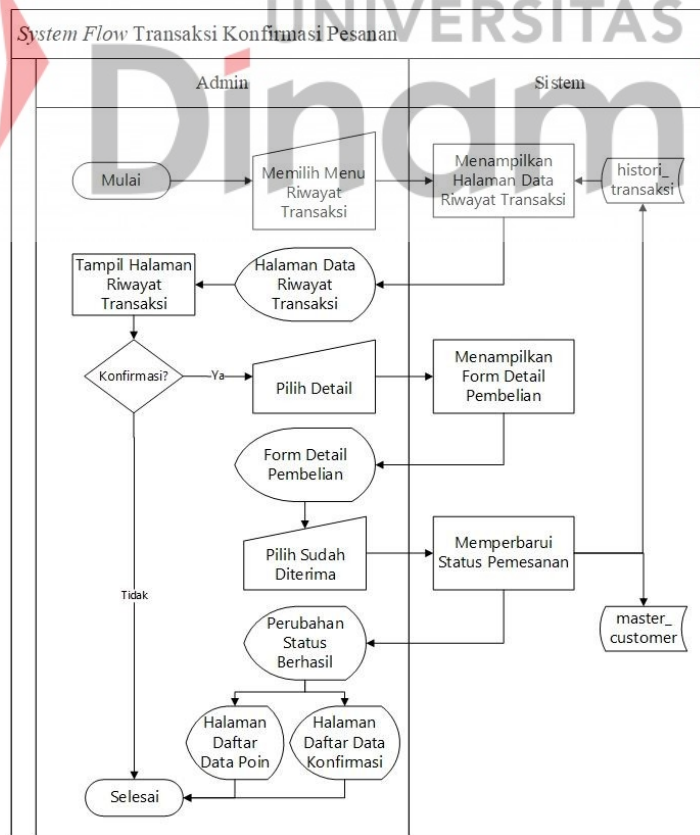 UNIVERSITAS
Dinam
System Flow Transaksi Konfirmasi Pesanan
Admin
Sistem
Mulai
Memilih Menu
Riwayat
Transaksi
Menampilkan
Halaman Data
Riwayat Transaksi
histori_
transaksi
Tampil Halaman
Riwayat
Transaksi
Halaman Data
Riwayat
Transaksi
Konfirmasi?
Ya
Pilih Detail
Menampilkan
Form Detail
Pembelian
Form Detail
Pembelian
Pilih Sudah
Diterima
Memperbarui
Status Pemesanan
Tidak
Perubahan
Status
Berhasil
master_
customer
Halaman
Daftar
Data Poin
Halaman
Daftar Data
Konfirmasi
Selesai